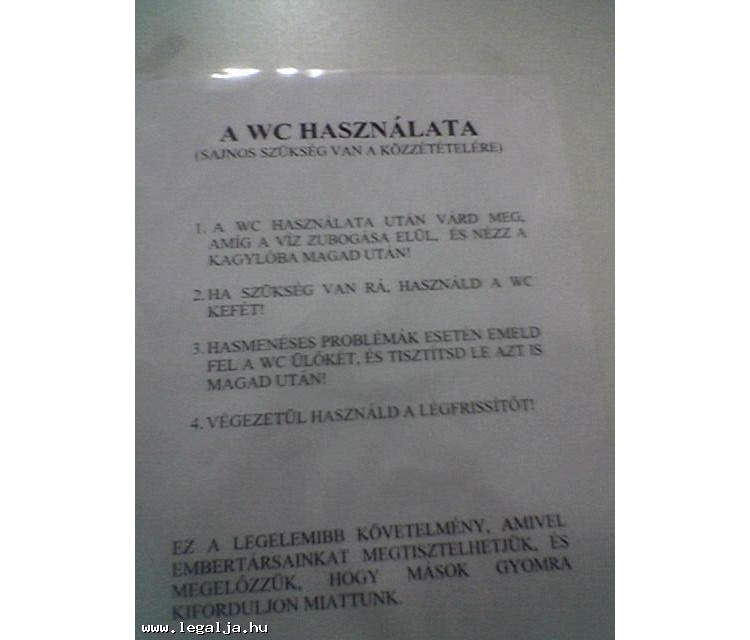 A WC HASZNÁLATA
(SAJNOS SZÜKSÉG VAN A KÖZZÉTÉTELÉRE)
1. A WC HASZNÁLATA UTÁN VÁRD MEG,
AMÍG A VÍZ ZUBOGÁSA ELÜL, ÉS NÉZZ A
KAGYLÓBA MAGAD UTÁN!
2. HA SZÜKSÉG VAN RÁ, HASZNÁLD A WC
KEFÉT!
3. HASMENÉSES PROBLÉMÁK ESETÉN EMELD
FEL A WC ÜLŐKÉT, ÉS TISZTÍTSD LE AZT IS
MAGAD UTÁN!
4. VÉGEZETÜL HASZNÁLD A LÉGFRISSÍTŐT!
EZ A LEGELEMIBB KÖVETELMÉNY, AMIVEL
EMBERTÁRSAINKAT MEGTISZTELHETJÜK, ÉS
MEGELŐZZÜK, HOGY MÁSOK GYOMRA
KIFORDULJON MIATTUNK.
www.legalja.hu